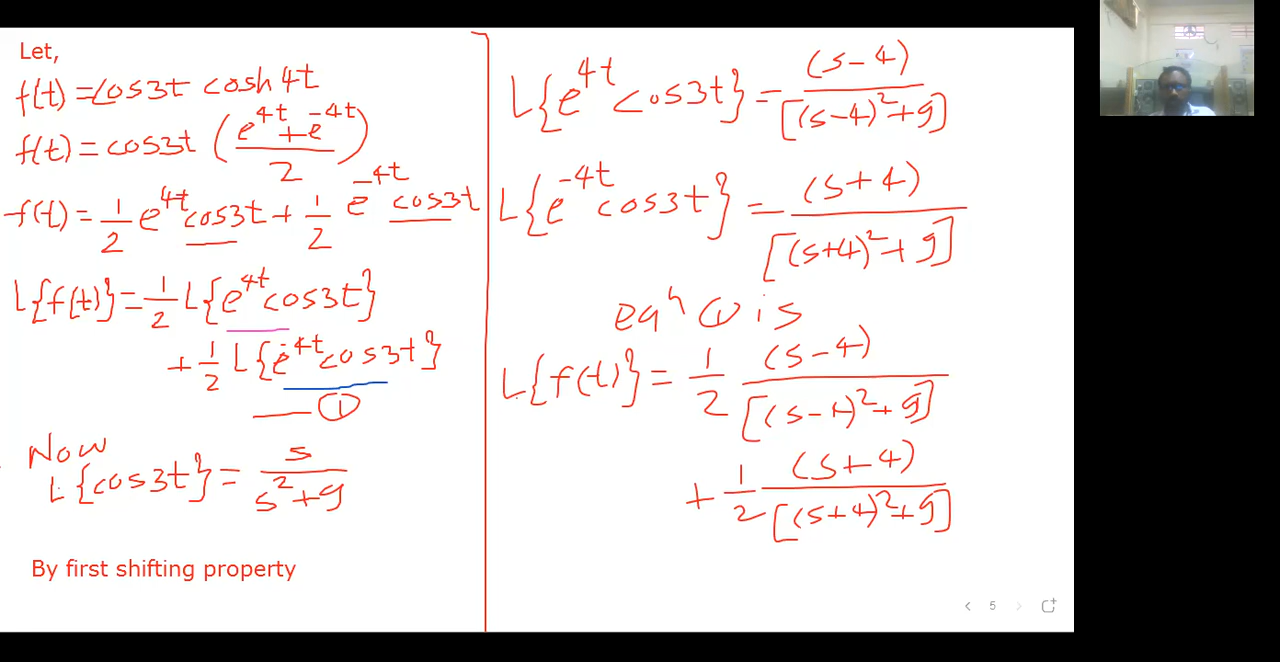 Let,
f(t) = cos3t cosh 4t
f(t) = cos3t ( (e^{4t} + e^{-4t}) / 2 )
f(t) = 1/2 e^{4t} cos3t + 1/2 e^{-4t} cos3t
L{f(t)} = 1/2 L{e^{4t} cos3t}
+ 1/2 L{e^{-4t} cos3t}
— ①
Now
L{cos3t} = s / (s^2 + 9)
By first shifting property
L{e^{4t} cos3t} = (s-4) / [(s-4)^2 + 9]
L{e^{-4t} cos3t} = (s+4) / [(s+4)^2 + 9]
eqn ① is
L{f(t)} = 1/2 (s-4) / [(s-4)^2 + 9]
+ 1/2 (s+4) / [(s+4)^2 + 9]
5